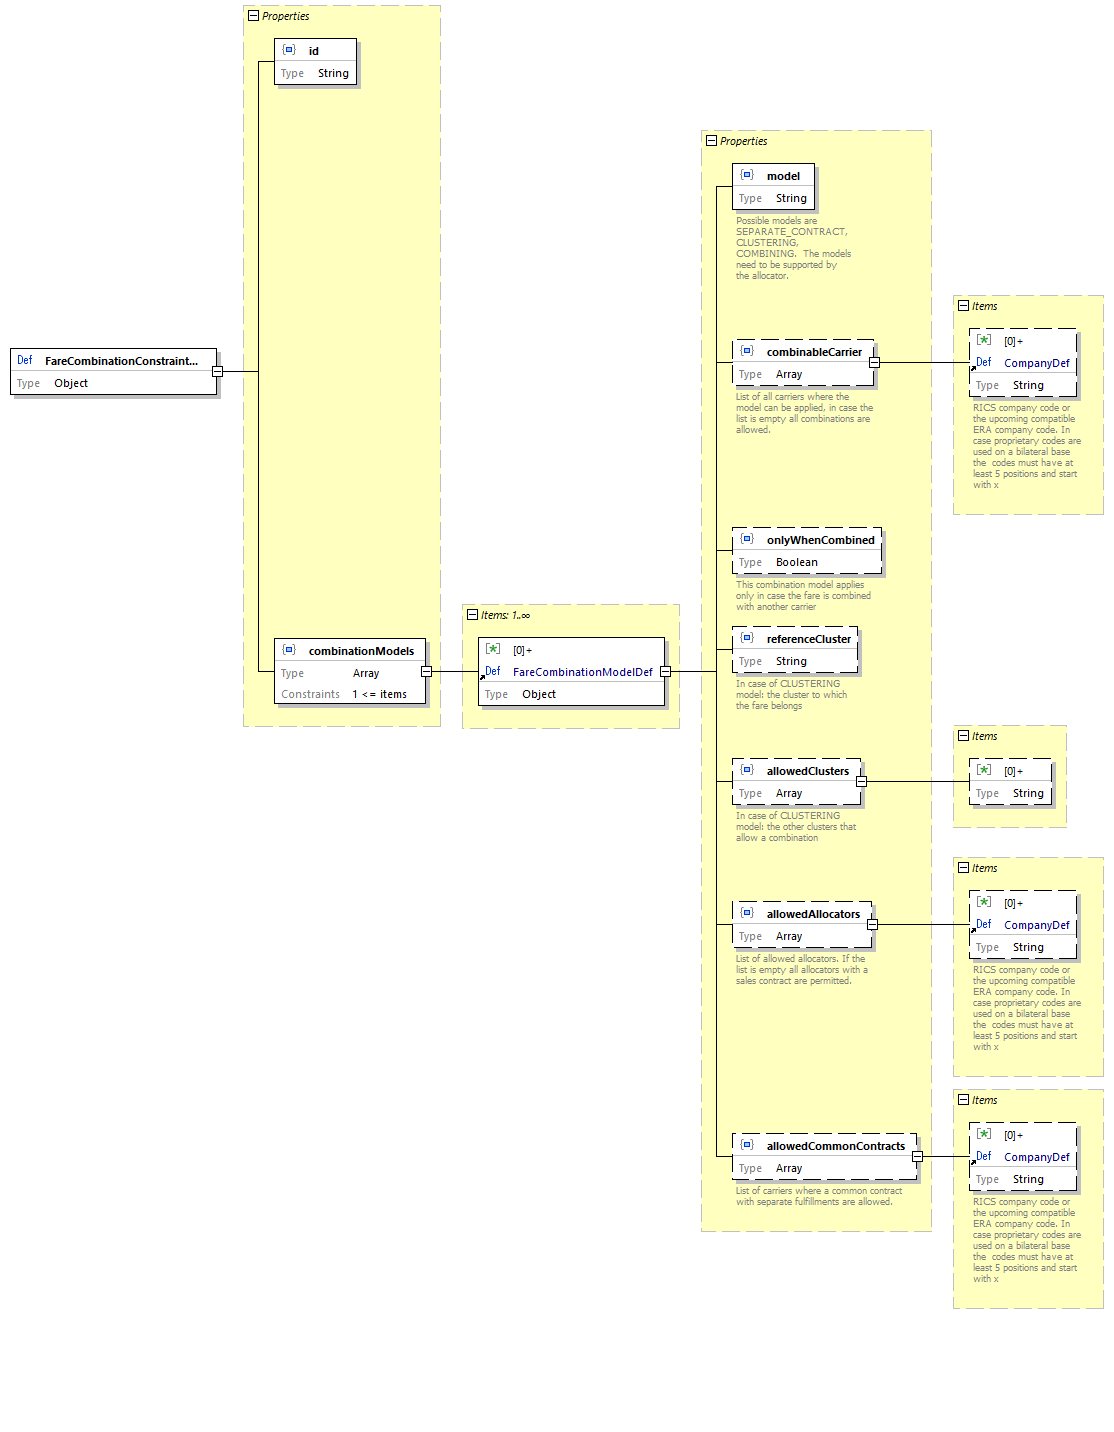 Properties
id
Type String
Def FareCombinationConstraint...
Type Object
combinationModels
Type Array
Constraints 1 <= items
Items: 1..∞
[0]+
Def FareCombinationModelDef
Type Object
Properties
model
Type String
Possible models are
SEPARATE_CONTRACT,
CLUSTERING,
COMBINING.  The models
need to be supported by
the allocator.
combinableCarrier
Type Array
List of all carriers where the
model can be applied, in case the
list is empty all combinations are
allowed.
Items
[0]+
Def CompanyDef
Type String
RICS company code or
the upcoming compatible
ERA company code. In
case proprietary codes are
used on a bilateral base
the  codes must have at
least 5 positions and start
with x
onlyWhenCombined
Type Boolean
This combination model applies
only in case the fare is combined
with another carrier
referenceCluster
Type String
In case of CLUSTERING
model: the cluster to which
the fare belongs
allowedClusters
Type Array
In case of CLUSTERING
model: the other clusters that
allow a combination
Items
[0]+
Type String
allowedAllocators
Type Array
List of allowed allocators. If the
list is empty all allocators with a
sales contract are permitted.
Items
[0]+
Def CompanyDef
Type String
RICS company code or
the upcoming compatible
ERA company code. In
case proprietary codes are
used on a bilateral base
the  codes must have at
least 5 positions and start
with x
allowedCommonContracts
Type Array
List of carriers where a common contract
with separate fulfillments are allowed.
Items
[0]+
Def CompanyDef
Type String
RICS company code or
the upcoming compatible
ERA company code. In
case proprietary codes are
used on a bilateral base
the  codes must have at
least 5 positions and start
with x